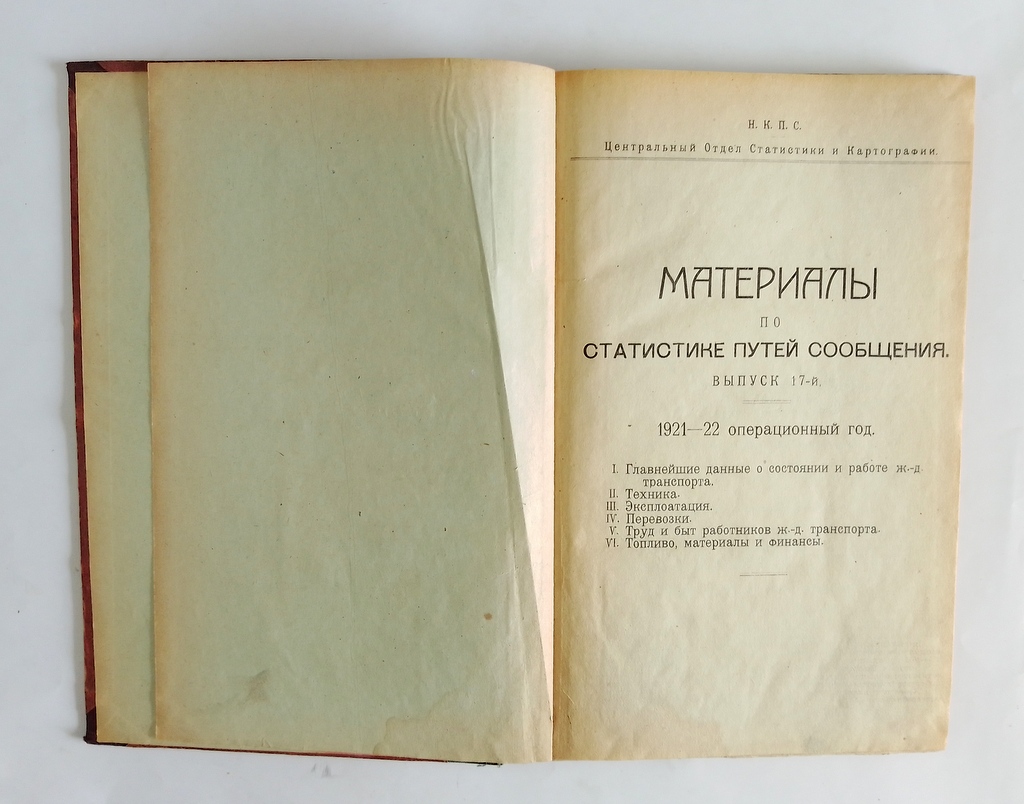 Н. К. П. С.
Центральный Отдел Статистики и Картографии.
МАТЕРИАЛЫ
ПО
СТАТИСТИКЕ ПУТЕЙ СООБЩЕНИЯ.
ВЫПУСК 17-й.
1921—22 операционный год.
I. Главнейшие данные о состоянии и работе ж.-д.
транспорта.
II. Техника.
III. Эксплоатация.
IV. Перевозки.
V. Труд и быт работников ж.-д. транспорта.
VI. Топливо, материалы и финансы.